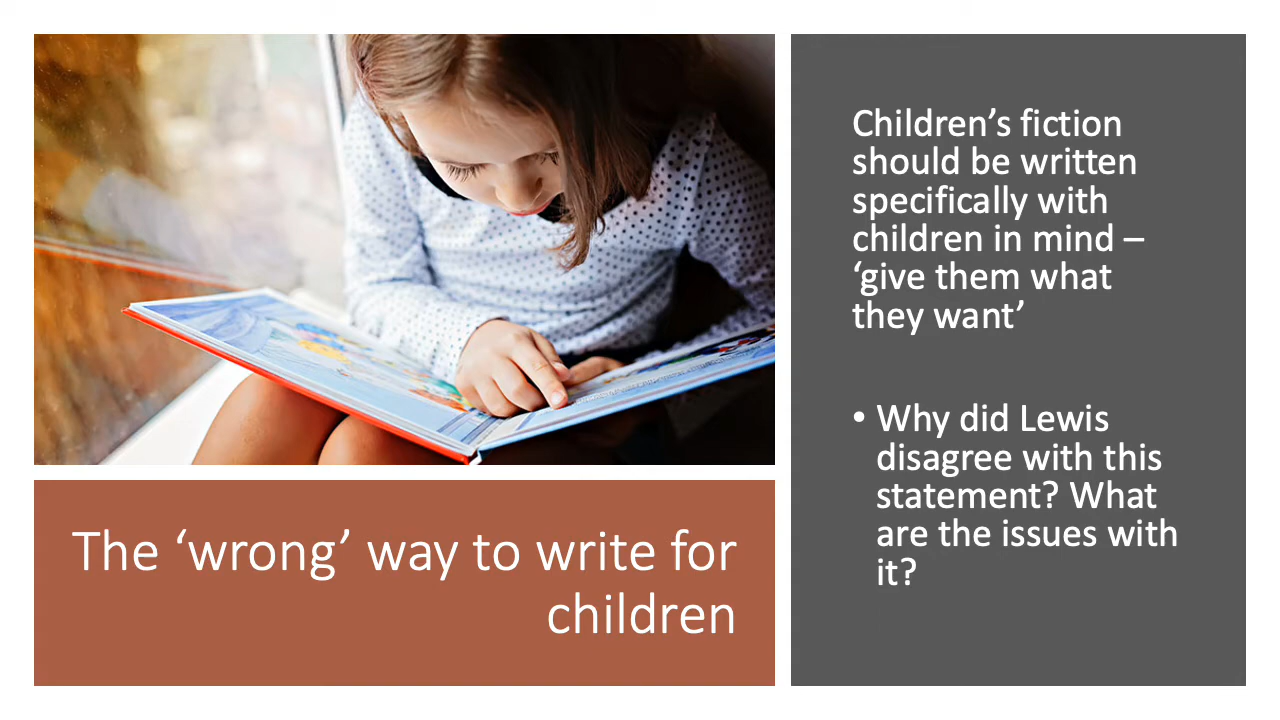 The ‘wrong’ way to write for
children
Children’s fiction
should be written
specifically with
children in mind –
‘give them what
they want’
• Why did Lewis
disagree with this
statement? What
are the issues with
it?